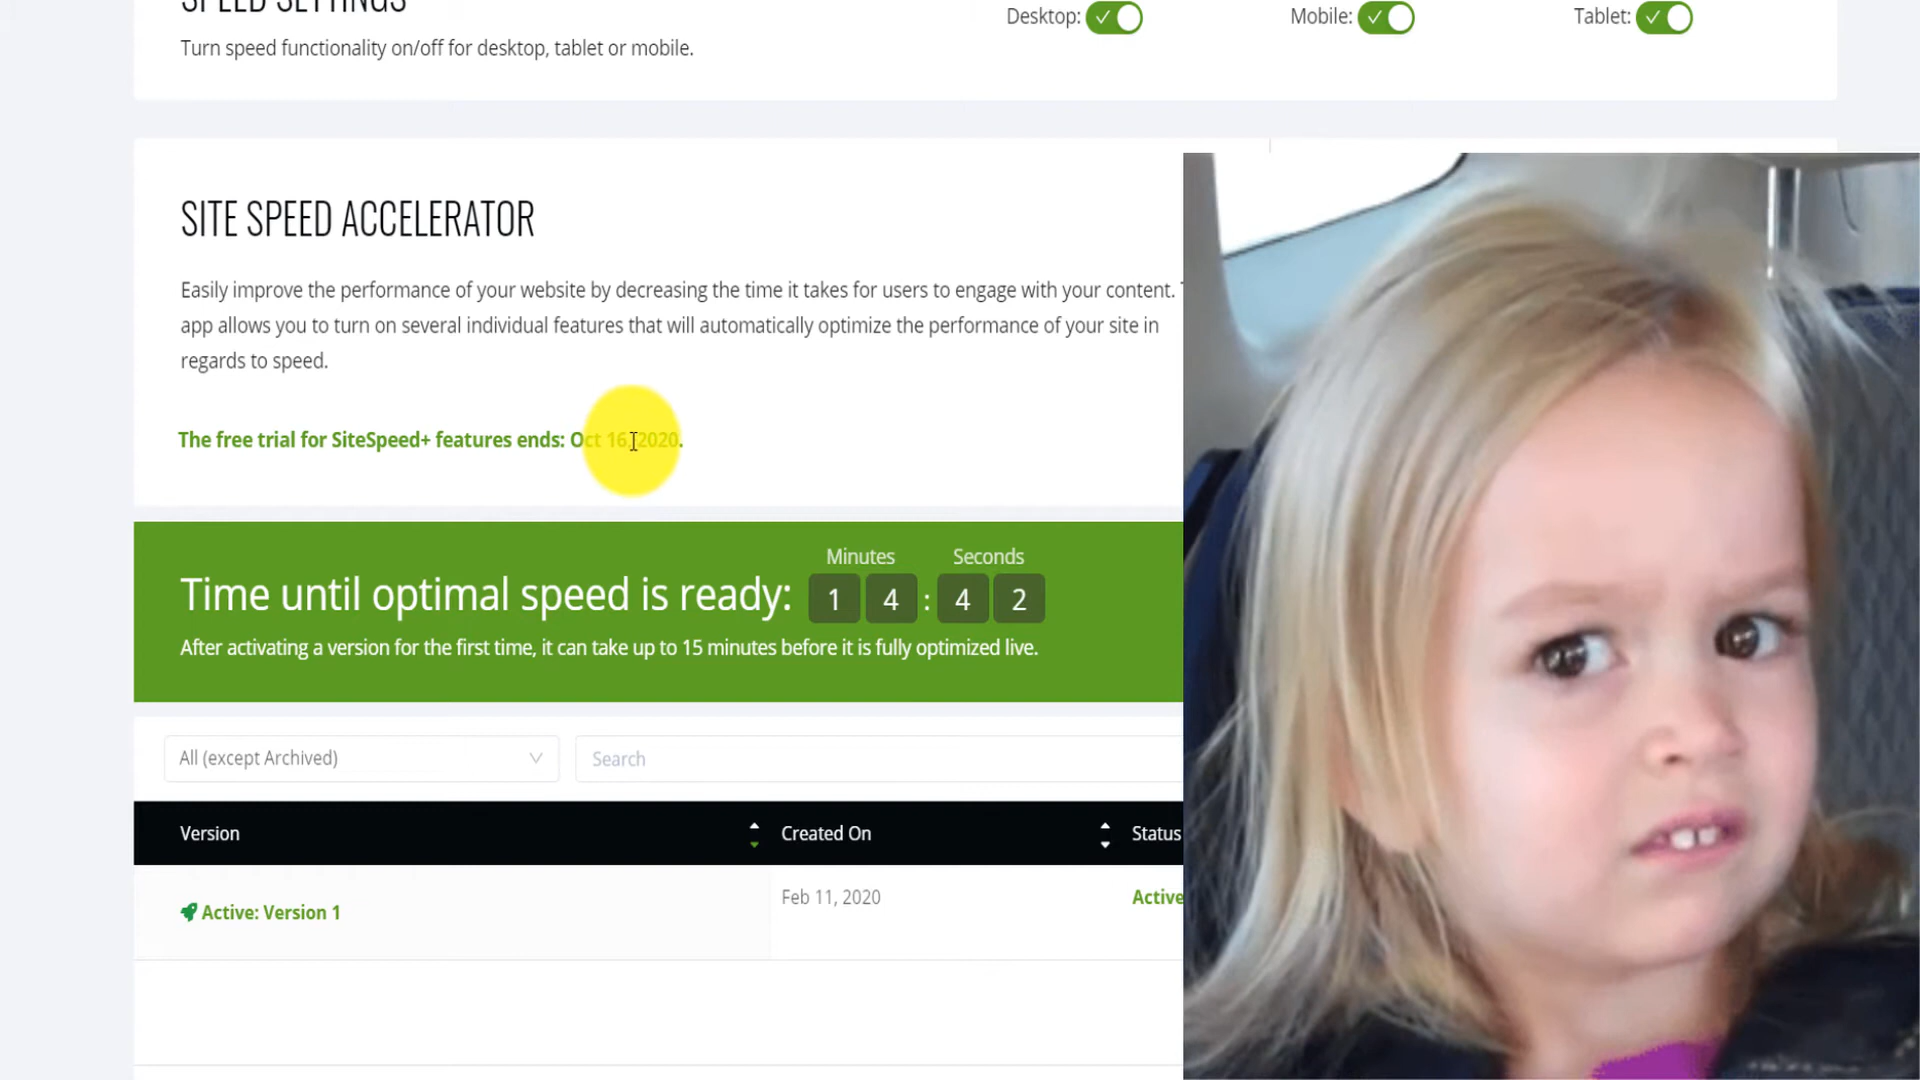 SPEED SETTINGS
Desktop: Mobile: Tablet:
Turn speed functionality on/off for desktop, tablet or mobile.
SITE SPEED ACCELERATOR
Easily improve the performance of your website by decreasing the time it takes for users to engage with your content.
app allows you to turn on several individual features that will automatically optimize the performance of your site in
regards to speed.
The free trial for SiteSpeed+ features ends: Oct 16, 2020.
Minutes Seconds
Time until optimal speed is ready: 1 4 : 4 2
After activating a version for the first time, it can take up to 15 minutes before it is fully optimized live.
All (except Archived) Search
Version Created On Status
Active: Version 1 Feb 11, 2020 Active